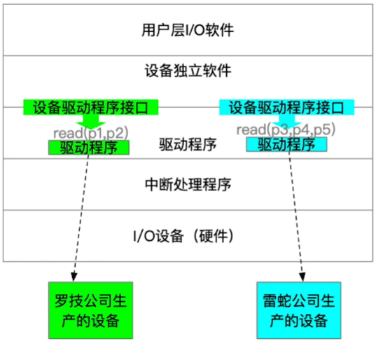 用户层I/O软件
设备独立软件
设备驱动程序接口
设备驱动程序接口
read(p1,p2)
read(p3,p4,p5)
驱动程序
驱动程序
驱动程序
中断处理程序
I/O设备（硬件）
罗技公司生
产的设备
雷蛇公司生
产的设备